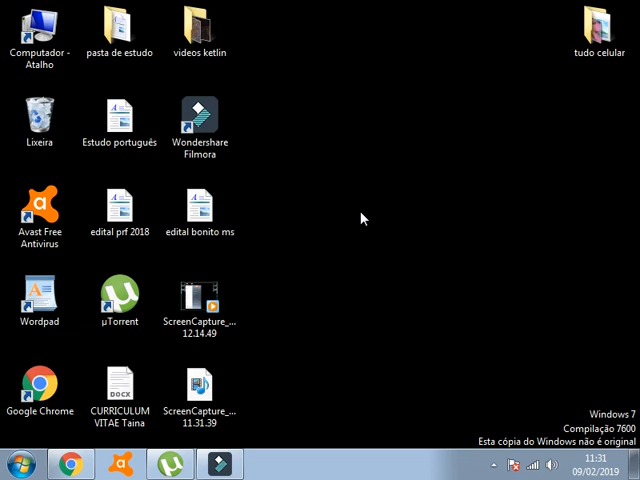 Computador -
Atalho
pasta de estudo
videos ketlin
tudo celular
Lixeira
Estudo português
Wondershare
Filmora
Avast Free
Antivirus
edital prf 2018
edital bonito ms
Wordpad
µTorrent
ScreenCapture_...
12.14.49
Google Chrome
DOCX
CURRICULUM
VITAE Taina
ScreenCapture_...
11.31.39
Windows 7
Compilação 7600
Esta cópia do Windows não é original
11:31
09/02/2019